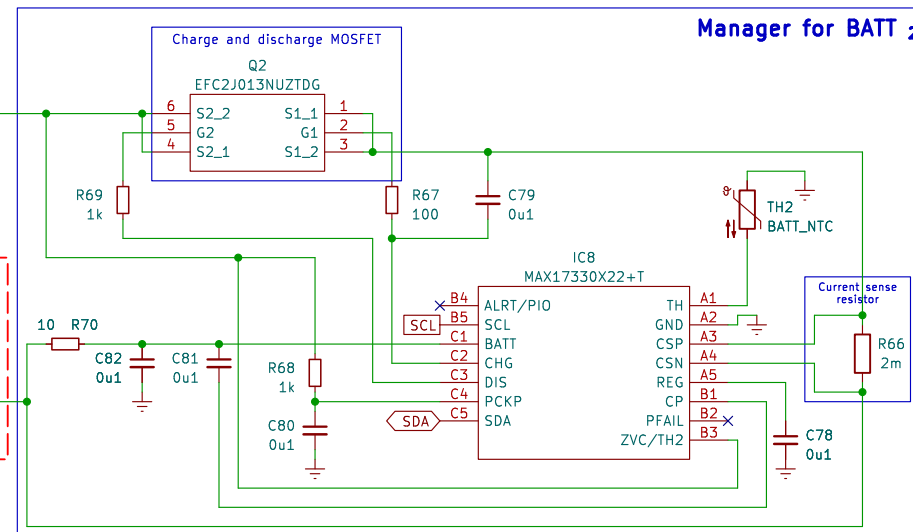 Manager for BATT
Charge and discharge MOSFET
Q2
EFC2J013NUZTDG
6 S2_2 S1_1 1
5 G2 G1 2
4 S2_1 S1_2 3
R69
1k
R67
100
C79
0u1
ϑ
TH2
BATT_NTC
IC8
MAX17330X22+T
Current sense
resistor
B4 ALRT/PIO TH A1
SCL B5 SCL GND A2
10 R70
C1 BATT CSP A3
C2 CHG CSN A4
C3 DIS REG A5
C4 PCKP CP B1
SDA C5 SDA PFAIL B2
ZVC/TH2 B3
R66
2m
C82
0u1
C81
0u1
R68
1k
C80
0u1
C78
0u1